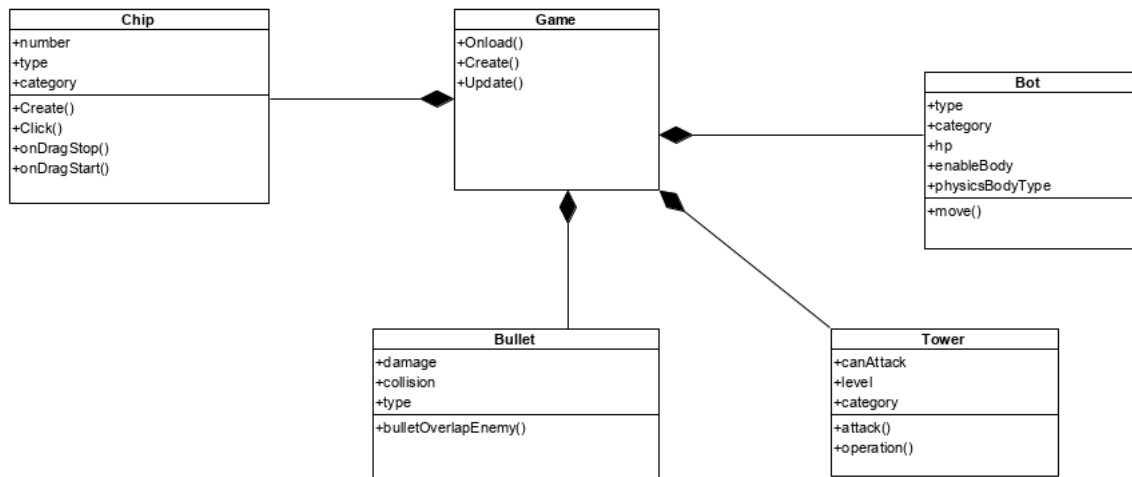 Chip
+number
+type
+category
+Create()
+Click()
+onDragStop()
+onDragStart()
Game
+Onload()
+Create()
+Update()
Bot
+type
+category
+hp
+enableBody
+physicsBodyType
+move()
Bullet
+damage
+collision
+type
+bulletOverlapEnemy()
Tower
+canAttack
+level
+category
+attack()
+operation()